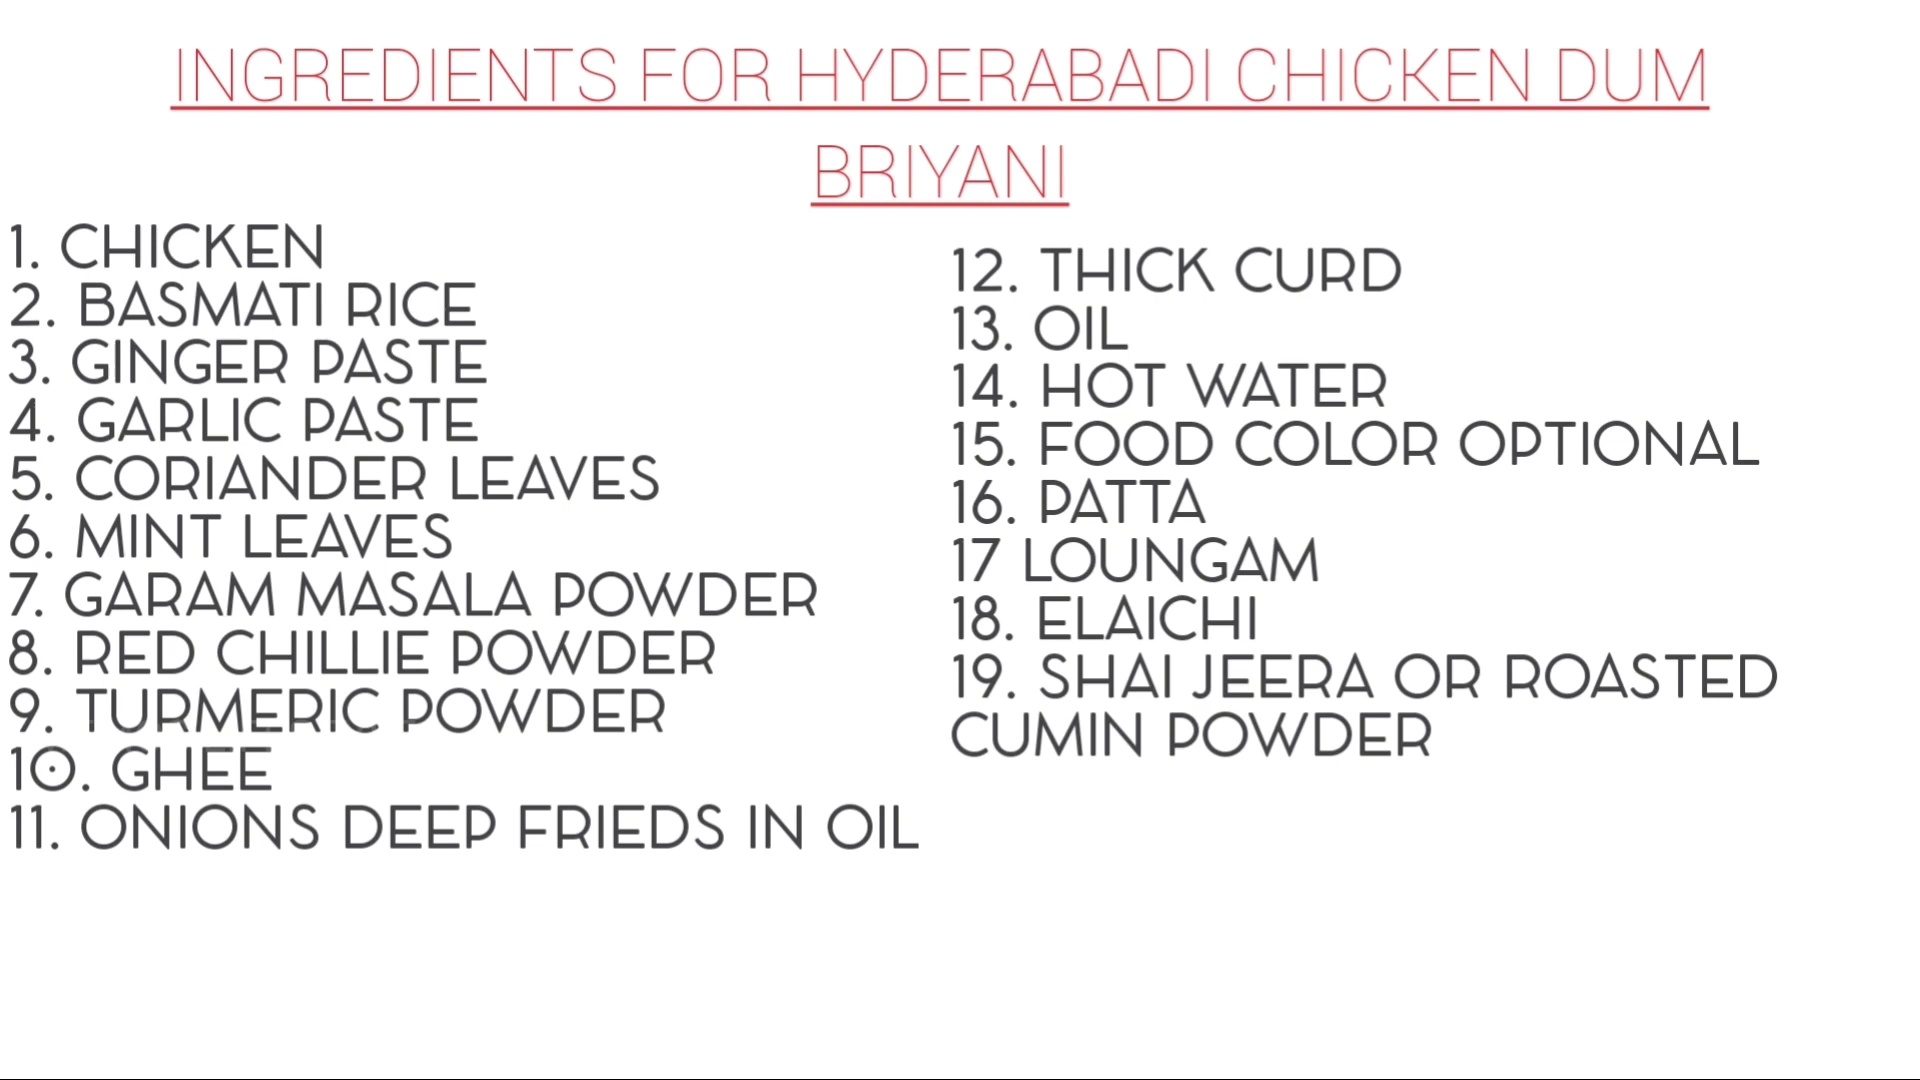 INGREDIENTS FOR HYDERABADI CHICKEN DUM
BRIYANI
1. CHICKEN
2. BASMATI RICE
3. GINGER PASTE
4. GARLIC PASTE
5. CORIANDER LEAVES
6. MINT LEAVES
7. GARAM MASALA POWDER
8. RED CHILLIE POWDER
9. TURMERIC POWDER
10. GHEE
11. ONIONS DEEP FRIEDS IN OIL
12. THICK CURD
13. OIL
14. HOT WATER
15. FOOD COLOR OPTIONAL
16. PATTA
17 LOUNGAM
18. ELAICHI
19. SHAI JEERA OR ROASTED
CUMIN POWDER